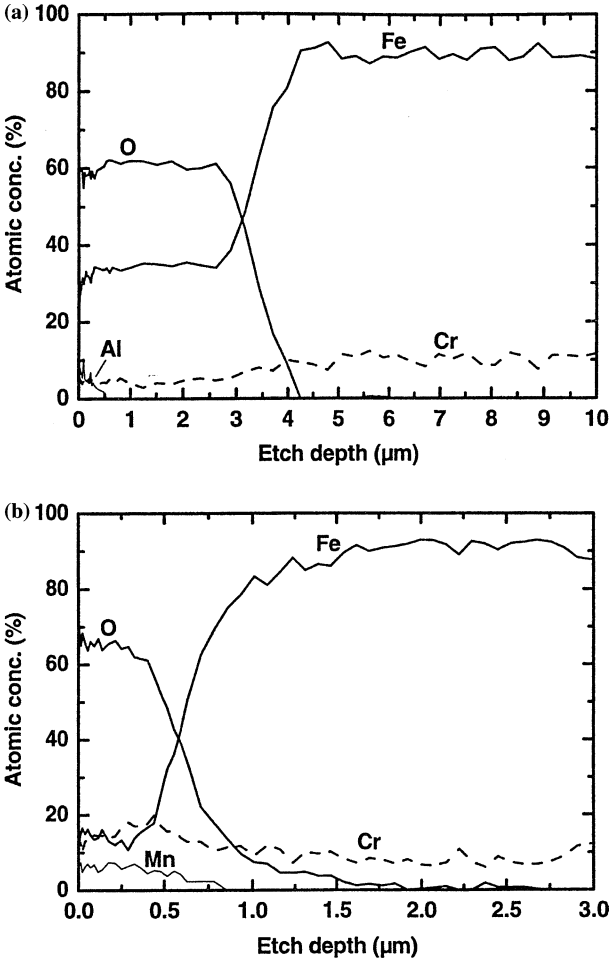 (a) 100
80
60
40
20
0
Atomic conc. (%)
Fe
O
Al
Cr
0 1 2 3 4 5 6 7 8 9 10
Etch depth (μm)
(b) 100
80
60
40
20
0
Atomic conc. (%)
Fe
O
Cr
Mn
0.0 0.5 1.0 1.5 2.0 2.5 3.0
Etch depth (μm)